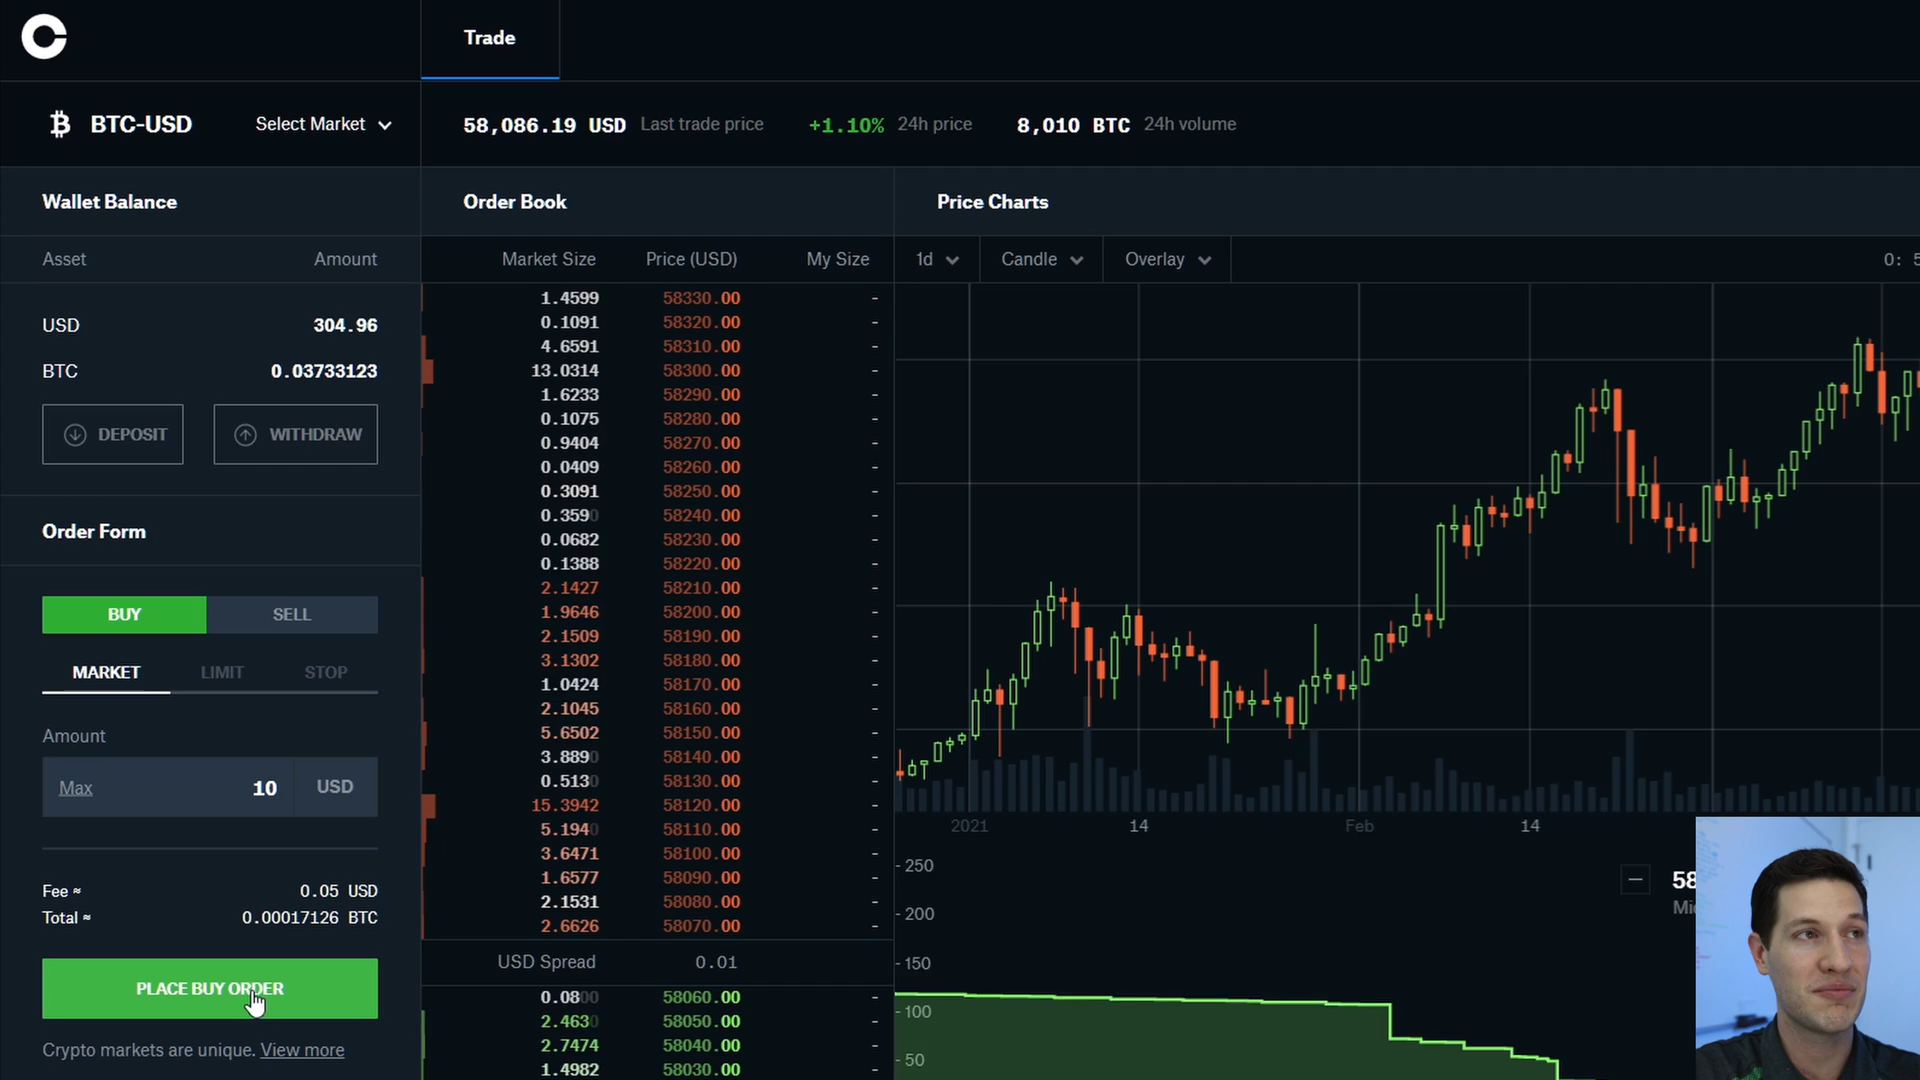 Trade
BTC-USD
Select Market
58,086.19 USD Last trade price
+1.10% 24h price
8,010 BTC 24h volume
Wallet Balance
Asset Amount
USD 304.96
BTC 0.03733123
DEPOSIT
WITHDRAW
Order Form
BUY
SELL
MARKET
LIMIT
STOP
Amount
Max 10 USD
Fee ≈ 0.05 USD
Total ≈ 0.00017126 BTC
PLACE BUY ORDER
Crypto markets are unique. View more
Order Book
Market Size Price (USD) My Size
1.4599 58330.00 -
0.1091 58320.00 -
4.6591 58310.00 -
13.0314 58300.00 -
1.6233 58290.00 -
0.1075 58280.00 -
0.9404 58270.00 -
0.0409 58260.00 -
0.3091 58250.00 -
0.3590 58240.00 -
0.0682 58230.00 -
0.1388 58220.00 -
2.1427 58210.00 -
1.9646 58200.00 -
2.1509 58190.00 -
3.1302 58180.00 -
1.0424 58170.00 -
2.1045 58160.00 -
5.6502 58150.00 -
3.8890 58140.00 -
0.5130 58130.00 -
15.3942 58120.00 -
5.1940 58110.00 -
3.6471 58100.00 -
1.6577 58090.00 -
2.1531 58080.00 -
2.6626 58070.00 -
USD Spread 0.01
0.0800 58060.00 -
2.4630 58050.00 -
2.7474 58040.00 -
1.4982 58030.00 -
Price Charts
1d
Candle
Overlay
O:
2021 14 Feb 14
250
200
150
100
50
58